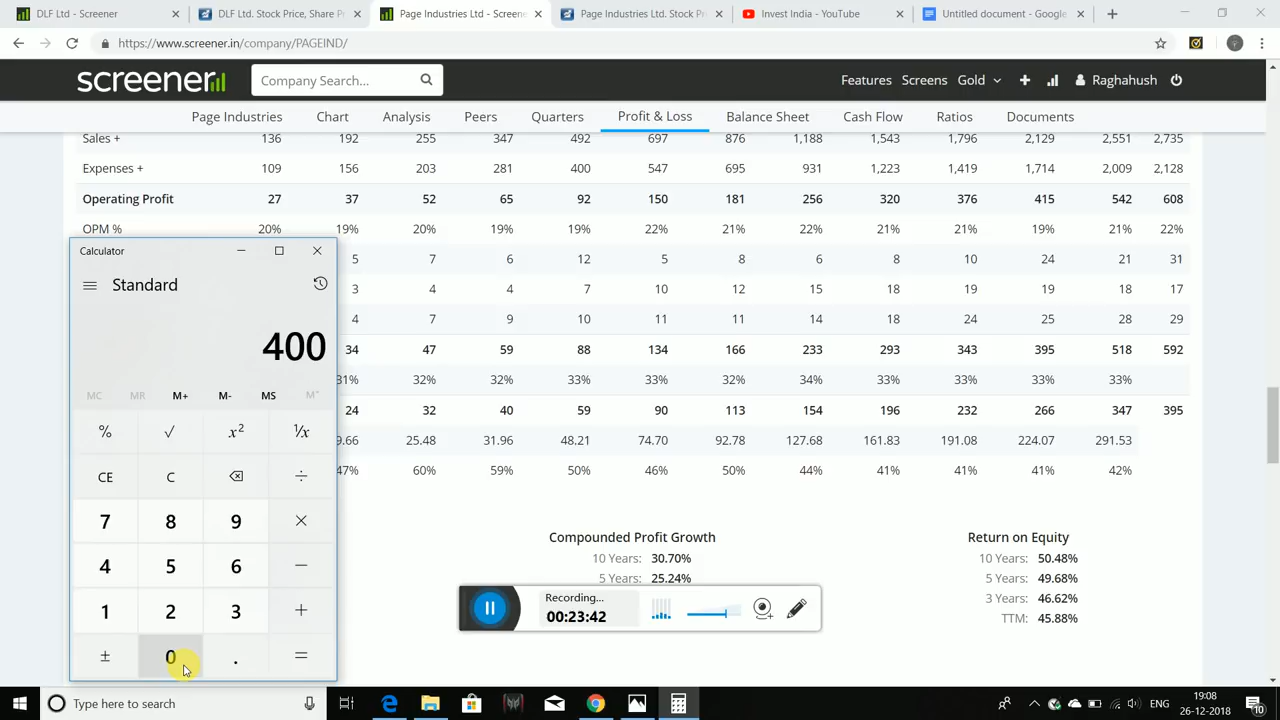 DLF Ltd - Screener
DLF Ltd. Stock Price, Share P
Page Industries Ltd - Screene
Page Industries Ltd. Stock Pri
Invest India - YouTube
Untitled document - Google
https://www.screener.in/company/PAGEIND/
screener
Company Search...
Features
Screens
Gold
Raghahush
Page Industries
Chart
Analysis
Peers
Quarters
Profit & Loss
Balance Sheet
Cash Flow
Ratios
Documents
Sales + 136 192 255 347 492 697 876 1,188 1,543 1,796 2,129 2,551 2,735
Expenses + 109 156 203 281 400 547 695 931 1,223 1,419 1,714 2,009 2,128
Operating Profit 27 37 52 65 92 150 181 256 320 376 415 542 608
OPM % 20% 19% 20% 19% 19% 22% 21% 22% 21% 21% 19% 21% 22%
5 7 6 12 5 8 6 8 10 24 21 31
3 4 4 7 10 12 15 18 19 19 18 17
4 7 9 10 11 11 14 18 24 25 28 29
34 47 59 88 134 166 233 293 343 395 518 592
31% 32% 32% 33% 33% 32% 34% 33% 33% 33% 33%
24 32 40 59 90 113 154 196 232 266 347 395
9.66 25.48 31.96 48.21 74.70 92.78 127.68 161.83 191.08 224.07 291.53
47% 60% 59% 50% 46% 50% 44% 41% 41% 41% 42%
Calculator
Standard
400
MC MR M+ M- MS M˅
% √ x² ¹/x
CE C ⌫ ÷
7 8 9 ×
4 5 6 −
1 2 3 +
± 0 . =
Compounded Profit Growth
10 Years: 30.70%
5 Years: 25.24%
Return on Equity
10 Years: 50.48%
5 Years: 49.68%
3 Years: 46.62%
TTM: 45.88%
Recording...
00:23:42
Type here to search
ENG
19:08
26-12-2018
10